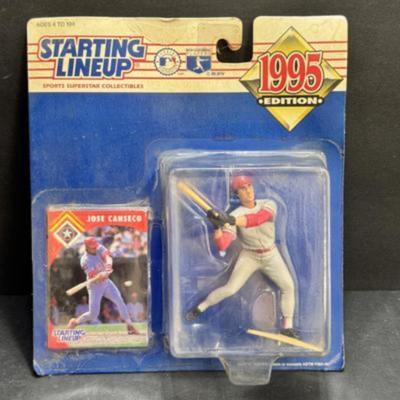 AGES 4 TO 104
STARTING
LINEUP
SPORTS SUPERSTAR COLLECTIBLES
1995
EDITION
JOSE CANSECO
STARTING
LINEUP